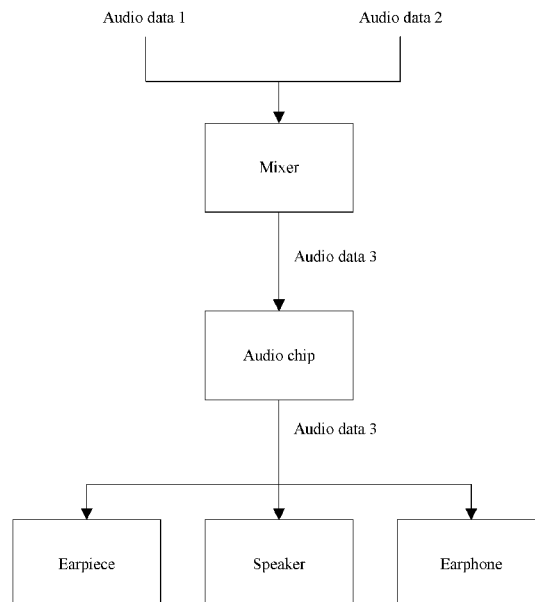 Audio data 1
Audio data 2
Mixer
Audio data 3
Audio chip
Audio data 3
Earpiece
Speaker
Earphone